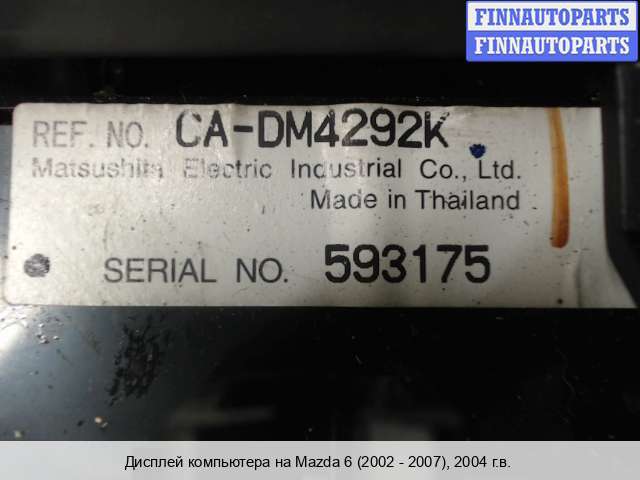 FINNAUTOPARTS
FINNAUTOPARTS
REF. NO. CA-DM4292K
Matsushita Electric Industrial Co., Ltd.
Made in Thailand
SERIAL NO. 593175
Дисплей компьютера на Mazda 6 (2002 - 2007), 2004 г.в.